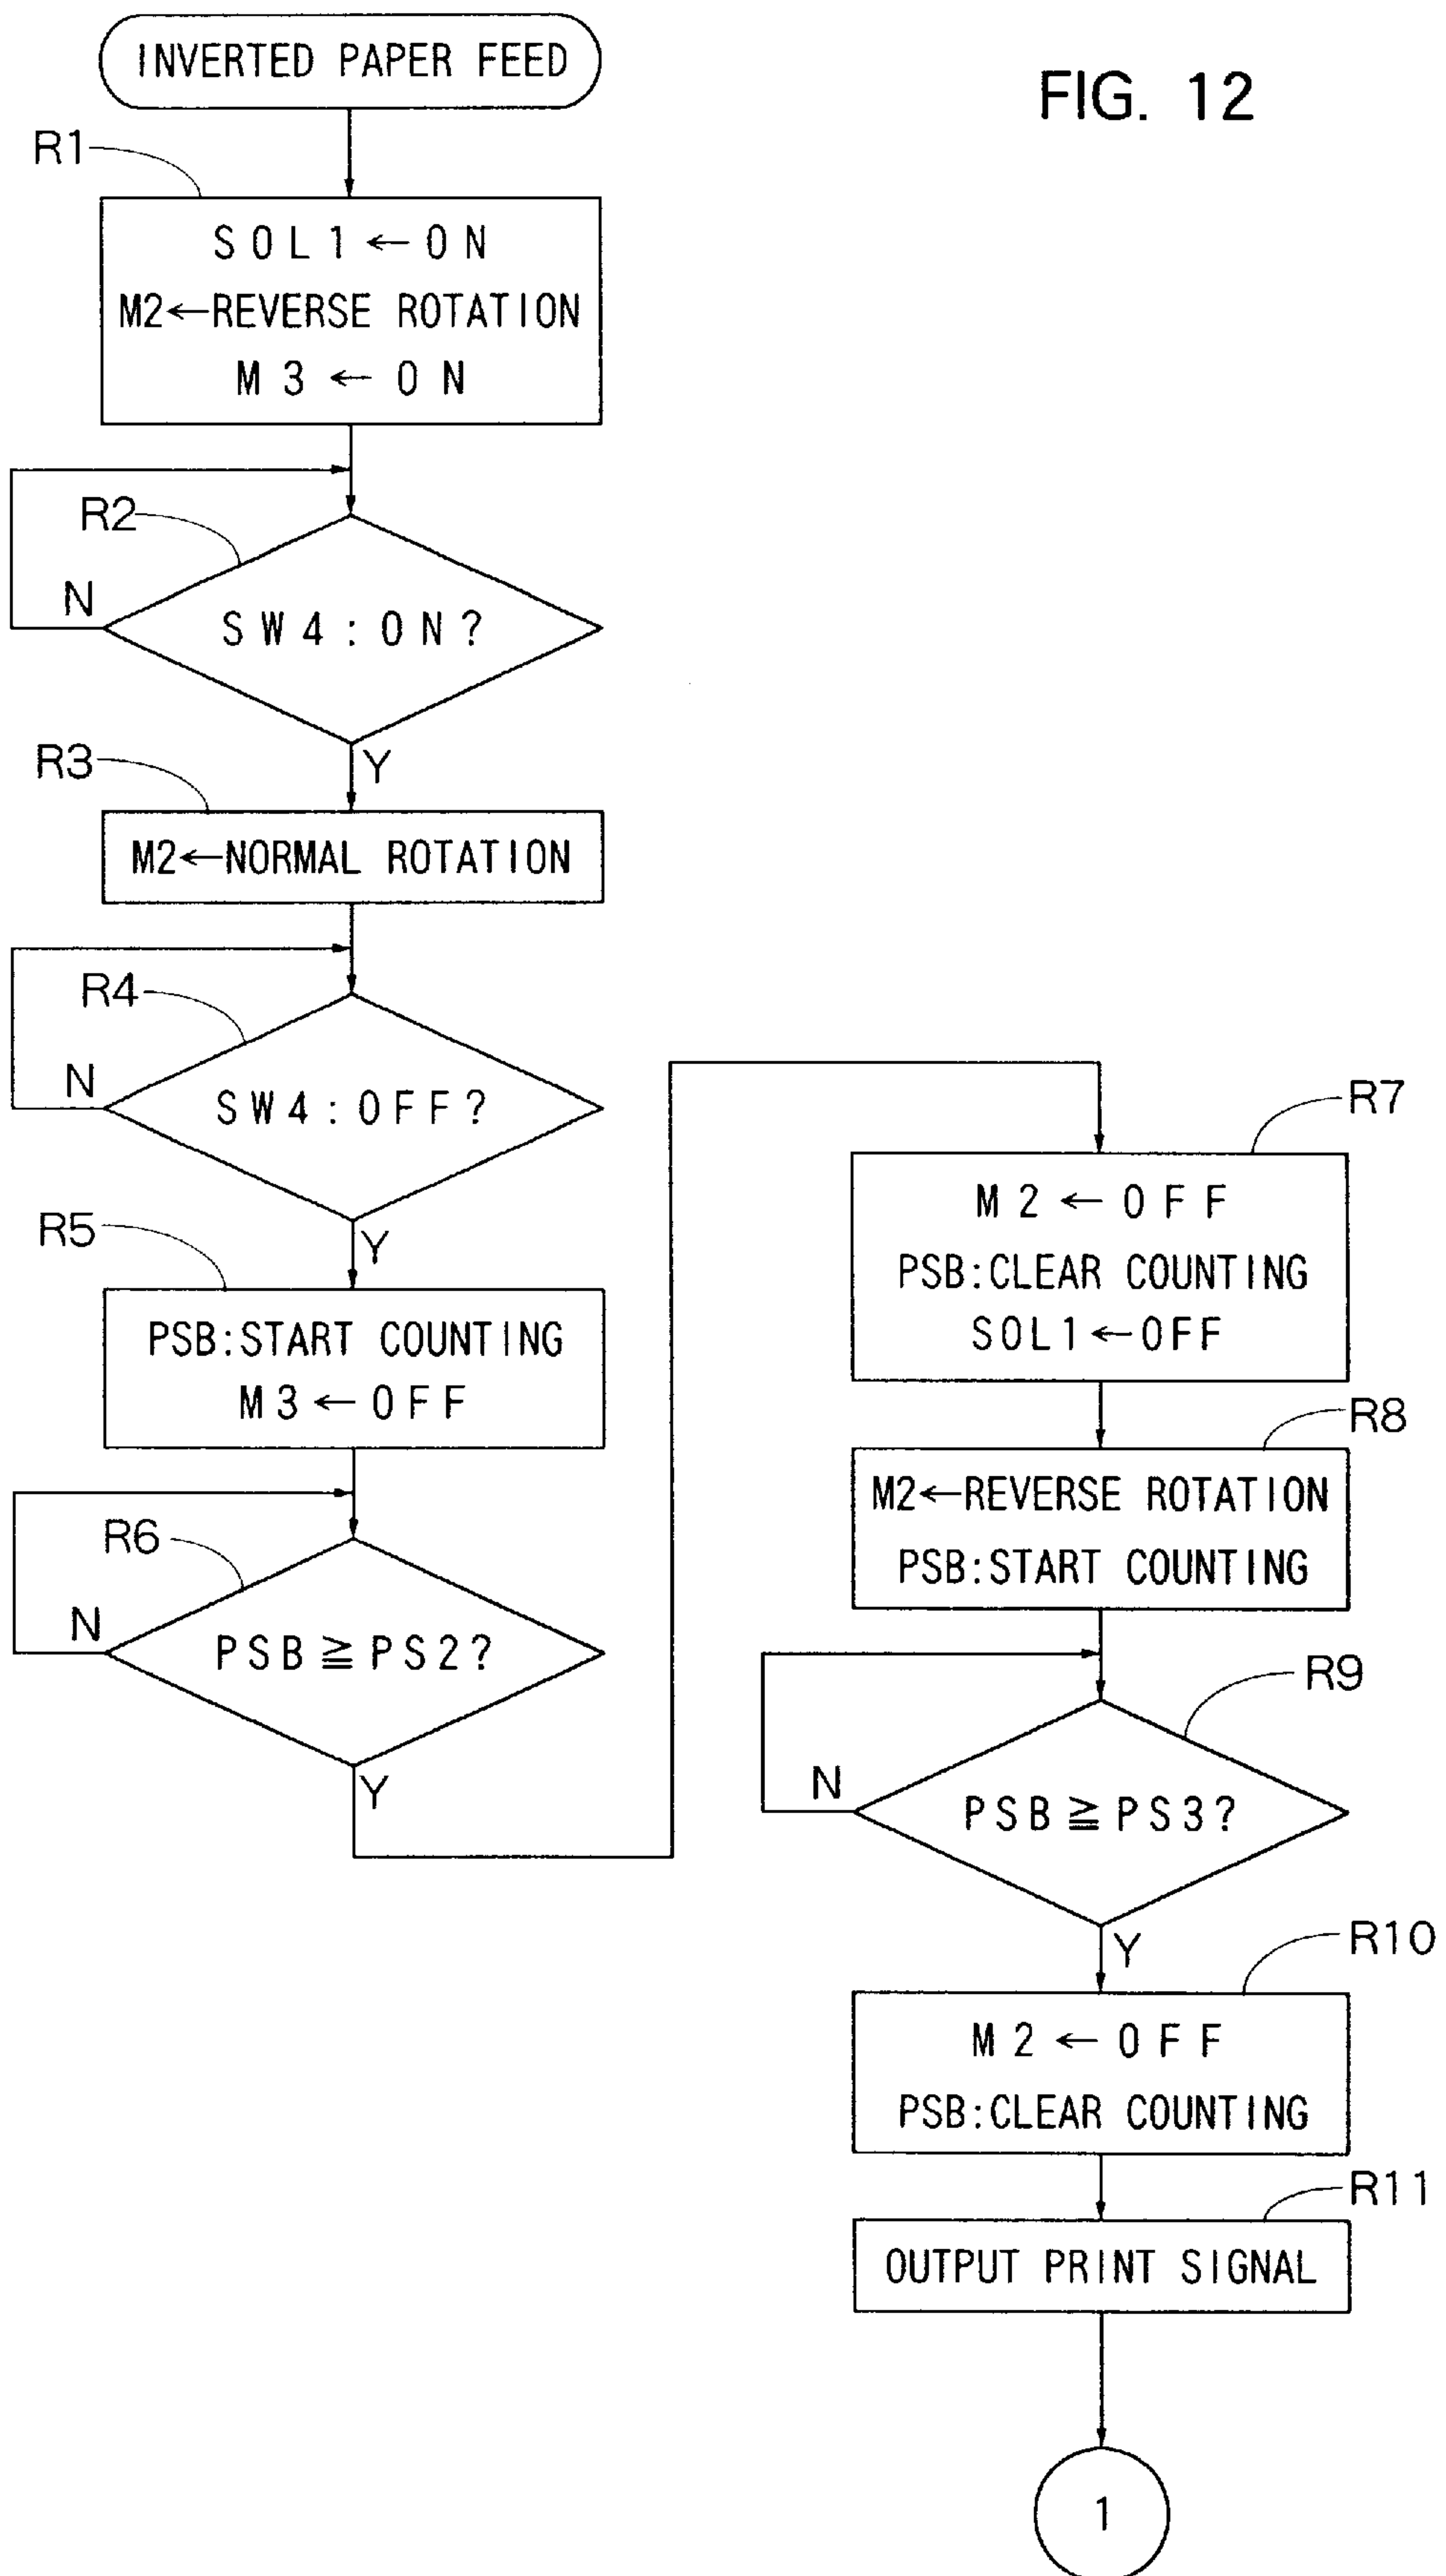 INVERTED PAPER FEED
FIG. 12
R1
SOL1←ON
M2←REVERSE ROTATION
M3←ON
R2
N
SW4:ON?
Y
R3
M2←NORMAL ROTATION
R4
N
SW4:OFF?
Y
R5
PSB:START COUNTING
M3←OFF
R6
N
PSB≧PS2?
Y
R7
M2←OFF
PSB:CLEAR COUNTING
SOL1←OFF
R8
M2←REVERSE ROTATION
PSB:START COUNTING
R9
N
PSB≧PS3?
Y
R10
M2←OFF
PSB:CLEAR COUNTING
R11
OUTPUT PRINT SIGNAL
1